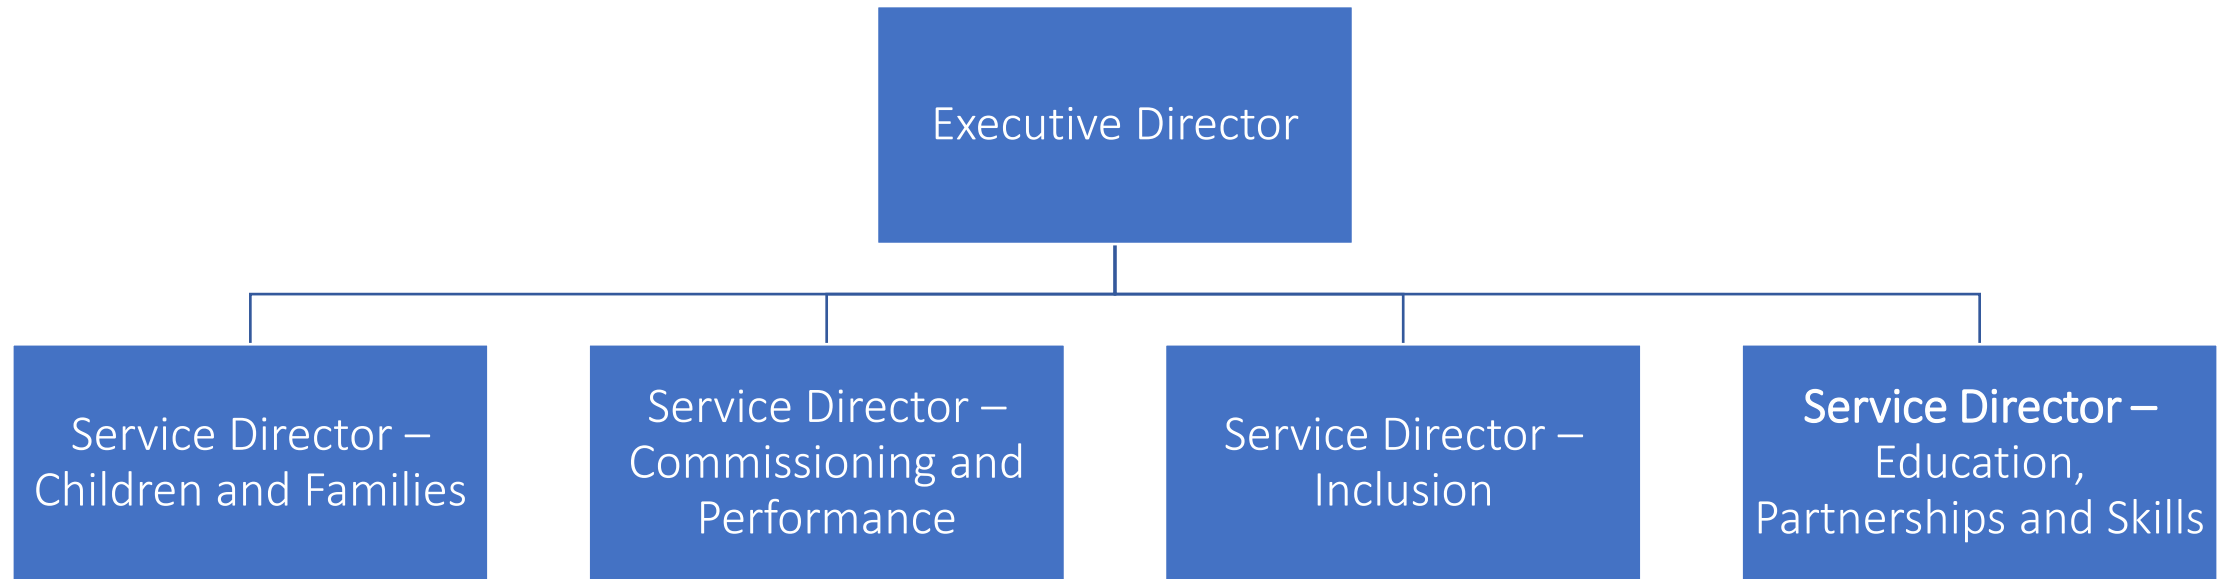 Executive Director
Service Director –
Children and Families
Service Director –
Commissioning and
Performance
Service Director –
Inclusion
Service Director –
Education,
Partnerships and Skills